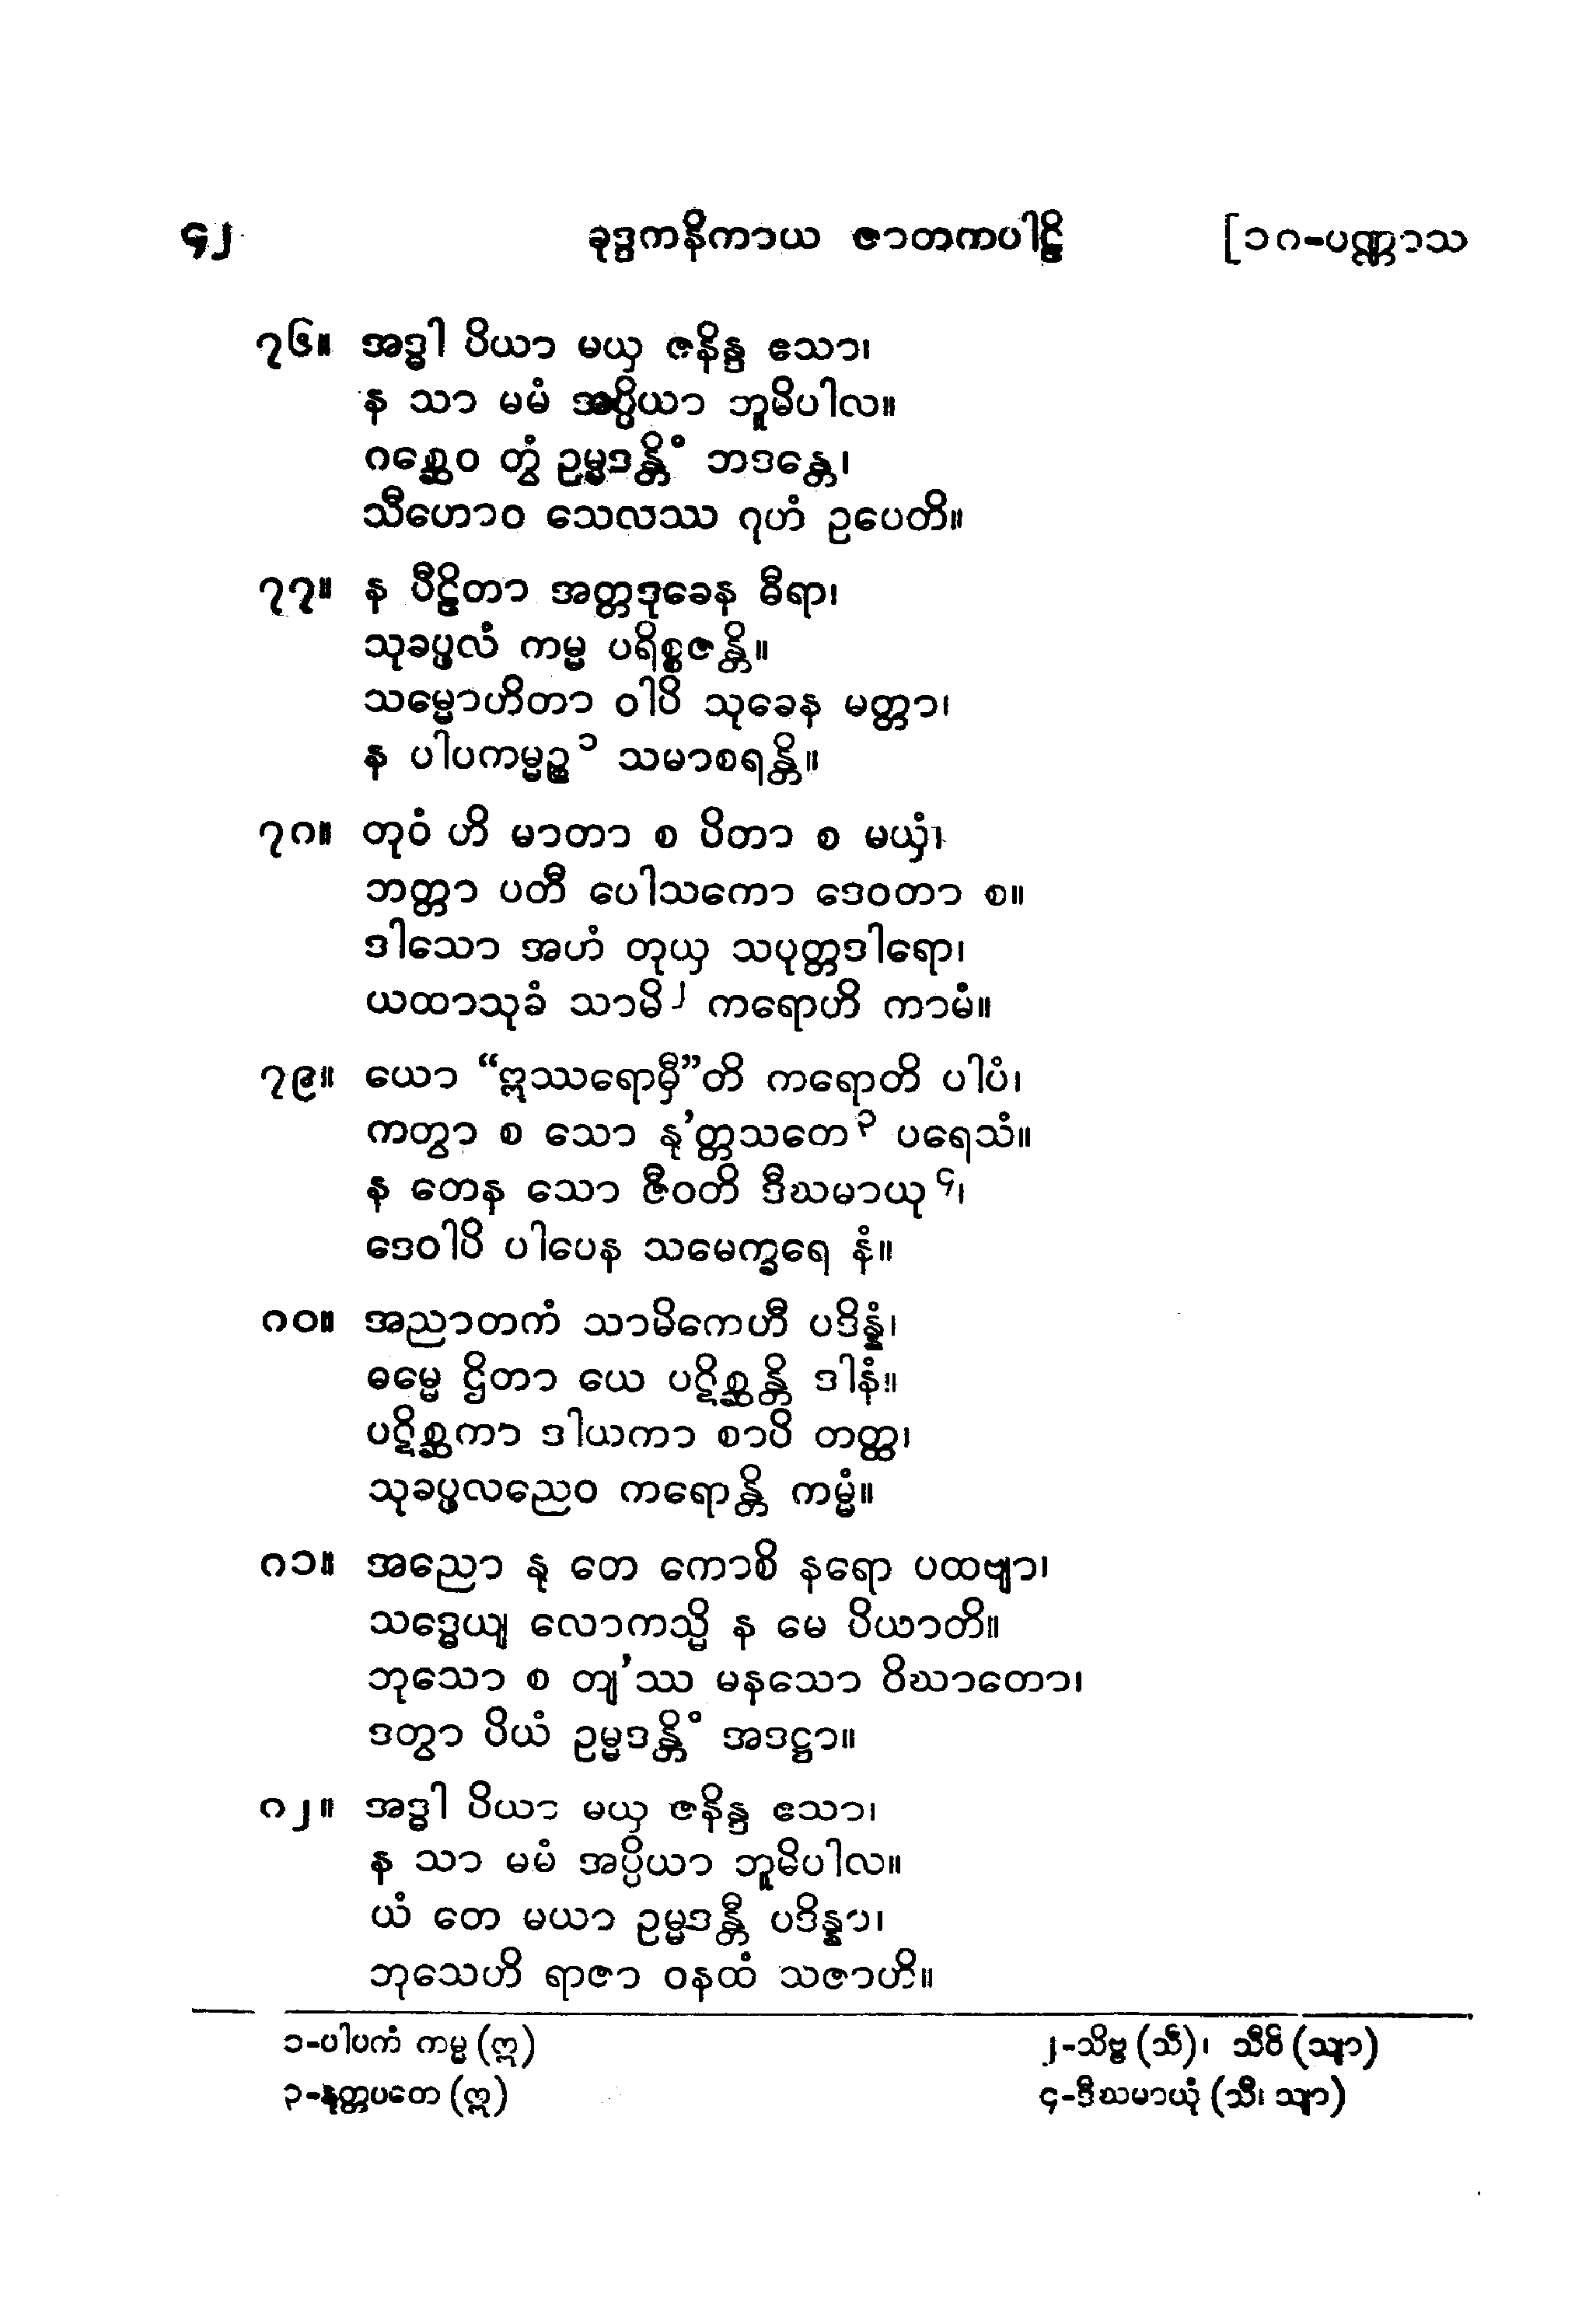 ၄၂ ခုဒ္ဒကနိကာယ ဇာတကပါဠိ [၁၈-ပဏ္ဏာသ
၇၆။ အဒ္ဓါ ပိယာ မယှ ဇနိန္ဒ ဧသာ၊
န သာ မမံ အပ္ပိယာ ဘူမိပါလ။
ဂစ္ဆေဝ တွံ ဥမ္မဒန္တိံ ဘဒန္တေ၊
သီဟောဝ သေလဿ ဂုဟံ ဥပေတိ။
၇၇။ န ပီဠိတာ အတ္တဒုခေန ဓီရာ၊
သုခပ္ဖလံ ကမ္မ ပရိစ္စဇန္တိ။
သမ္မောဟိတာ ဝါပိ သုခေန မတ္တာ၊
န ပါပကမ္မဉ္စ၁ သမာစရန္တိ။
၇၈။ တုဝံ ဟိ မာတာ စ ပိတာ စ မယှံ၊
ဘတ္တာ ပတီ ပေါသကော ဒေဝတာ စ။
ဒါသော အဟံ တုယှ သပုတ္တဒါရော၊
ယထာသုခံ သာမိ၂ ကရောဟိ ကာမံ။
၇၉။ ယော “ဣဿရောမှီ”တိ ကရောတိ ပါပံ၊
ကတွာ စ သော နု’တ္တသတေ၃ ပရေသံ။
န တေန သော ဇီဝတိ ဒီဃမာယု၄၊
ဒေဝါပိ ပါပေန သမေက္ခရေ နံ။
၈၀။ အညာတကံ သာမိကေဟီ ပဒိန္နံ၊
ဓမ္မေ ဌိတာ ယေ ပဋိစ္ဆန္တိ ဒါနံ။
ပဋိစ္ဆကာ ဒါယကာ စာပိ တတ္ထ၊
သုခပ္ဖလညေဝ ကရောန္တိ ကမ္မံ။
၈၁။ အညော နု တေ ကောစိ နရော ပထဗျာ၊
သဒ္ဓေယျ လောကသ္မိ န မေ ပိယာတိ။
ဘုသော စ တျ’ဿ မနသော ဝိဃာတော၊
ဒတွာ ပိယံ ဥမ္မဒန္တိံ အဒဋ္ဌာ။
၈၂။ အဒ္ဓါ ပိယာ မယှ ဇနိန္ဒ ဧသာ၊
န သာ မမံ အပ္ပိယာ ဘူမိပါလ။
ယံ တေ မယာ ဥမ္မဒန္တီ ပဒိန္နာ၊
ဘုသေဟိ ရာဇာ ဝနထံ သဇာဟိ။
၁-ပါပကံ ကမ္မ (ဣ) ၂-သိဗ္ဗ (သီ)၊ သီဝိ (သျာ)
၃-နုတ္တပတေ (ဣ) ၄-ဒီဃမာယုံ (သီ၊ သျာ)